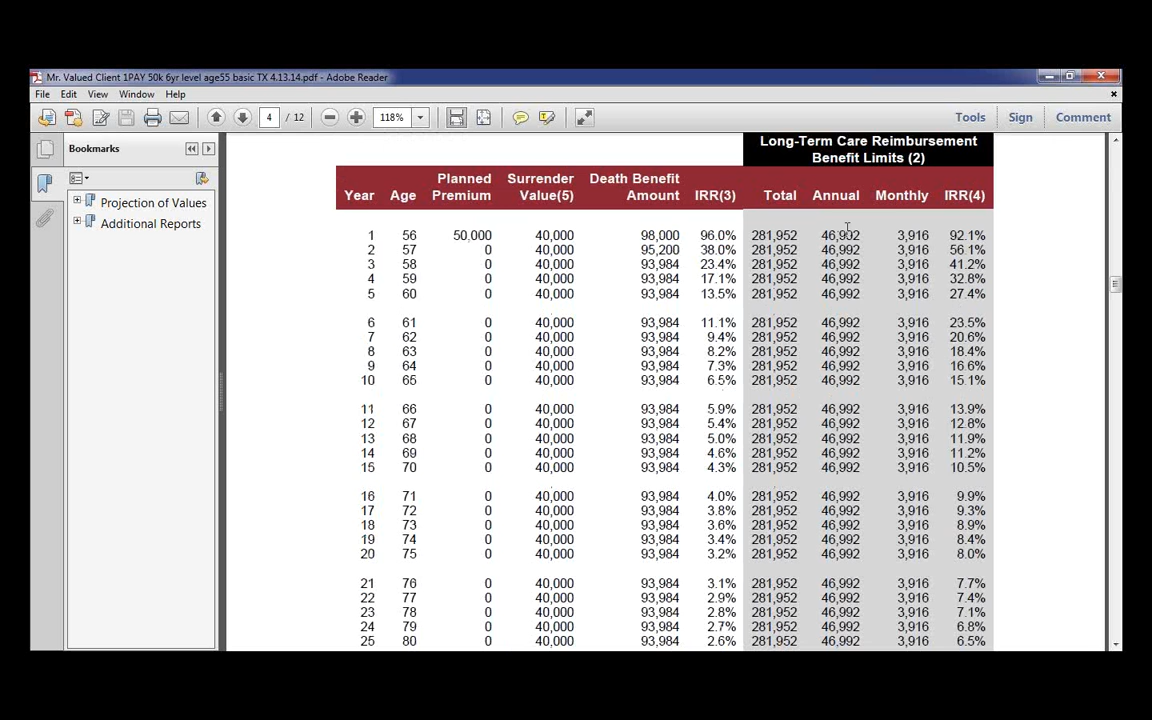 Mr. Valued Client 1PAY 50k 6yr level age55 basic TX 4.13.14.pdf - Adobe Reader
File Edit View Window Help
4 / 12 118% Tools Sign Comment
Bookmarks
Projection of Values
Additional Reports
Long-Term Care Reimbursement
Benefit Limits (2)
Planned Surrender Death Benefit
Year Age Premium Value(5) Amount IRR(3) Total Annual Monthly IRR(4)
1 56 50,000 40,000 98,000 96.0% 281,952 46,992 3,916 92.1%
2 57 0 40,000 95,200 38.0% 281,952 46,992 3,916 56.1%
3 58 0 40,000 93,984 23.4% 281,952 46,992 3,916 41.2%
4 59 0 40,000 93,984 17.1% 281,952 46,992 3,916 32.8%
5 60 0 40,000 93,984 13.5% 281,952 46,992 3,916 27.4%
6 61 0 40,000 93,984 11.1% 281,952 46,992 3,916 23.5%
7 62 0 40,000 93,984 9.4% 281,952 46,992 3,916 20.6%
8 63 0 40,000 93,984 8.2% 281,952 46,992 3,916 18.4%
9 64 0 40,000 93,984 7.3% 281,952 46,992 3,916 16.6%
10 65 0 40,000 93,984 6.5% 281,952 46,992 3,916 15.1%
11 66 0 40,000 93,984 5.9% 281,952 46,992 3,916 13.9%
12 67 0 40,000 93,984 5.4% 281,952 46,992 3,916 12.8%
13 68 0 40,000 93,984 5.0% 281,952 46,992 3,916 11.9%
14 69 0 40,000 93,984 4.6% 281,952 46,992 3,916 11.2%
15 70 0 40,000 93,984 4.3% 281,952 46,992 3,916 10.5%
16 71 0 40,000 93,984 4.0% 281,952 46,992 3,916 9.9%
17 72 0 40,000 93,984 3.8% 281,952 46,992 3,916 9.3%
18 73 0 40,000 93,984 3.6% 281,952 46,992 3,916 8.9%
19 74 0 40,000 93,984 3.4% 281,952 46,992 3,916 8.4%
20 75 0 40,000 93,984 3.2% 281,952 46,992 3,916 8.0%
21 76 0 40,000 93,984 3.1% 281,952 46,992 3,916 7.7%
22 77 0 40,000 93,984 2.9% 281,952 46,992 3,916 7.4%
23 78 0 40,000 93,984 2.8% 281,952 46,992 3,916 7.1%
24 79 0 40,000 93,984 2.7% 281,952 46,992 3,916 6.8%
25 80 0 40,000 93,984 2.6% 281,952 46,992 3,916 6.5%